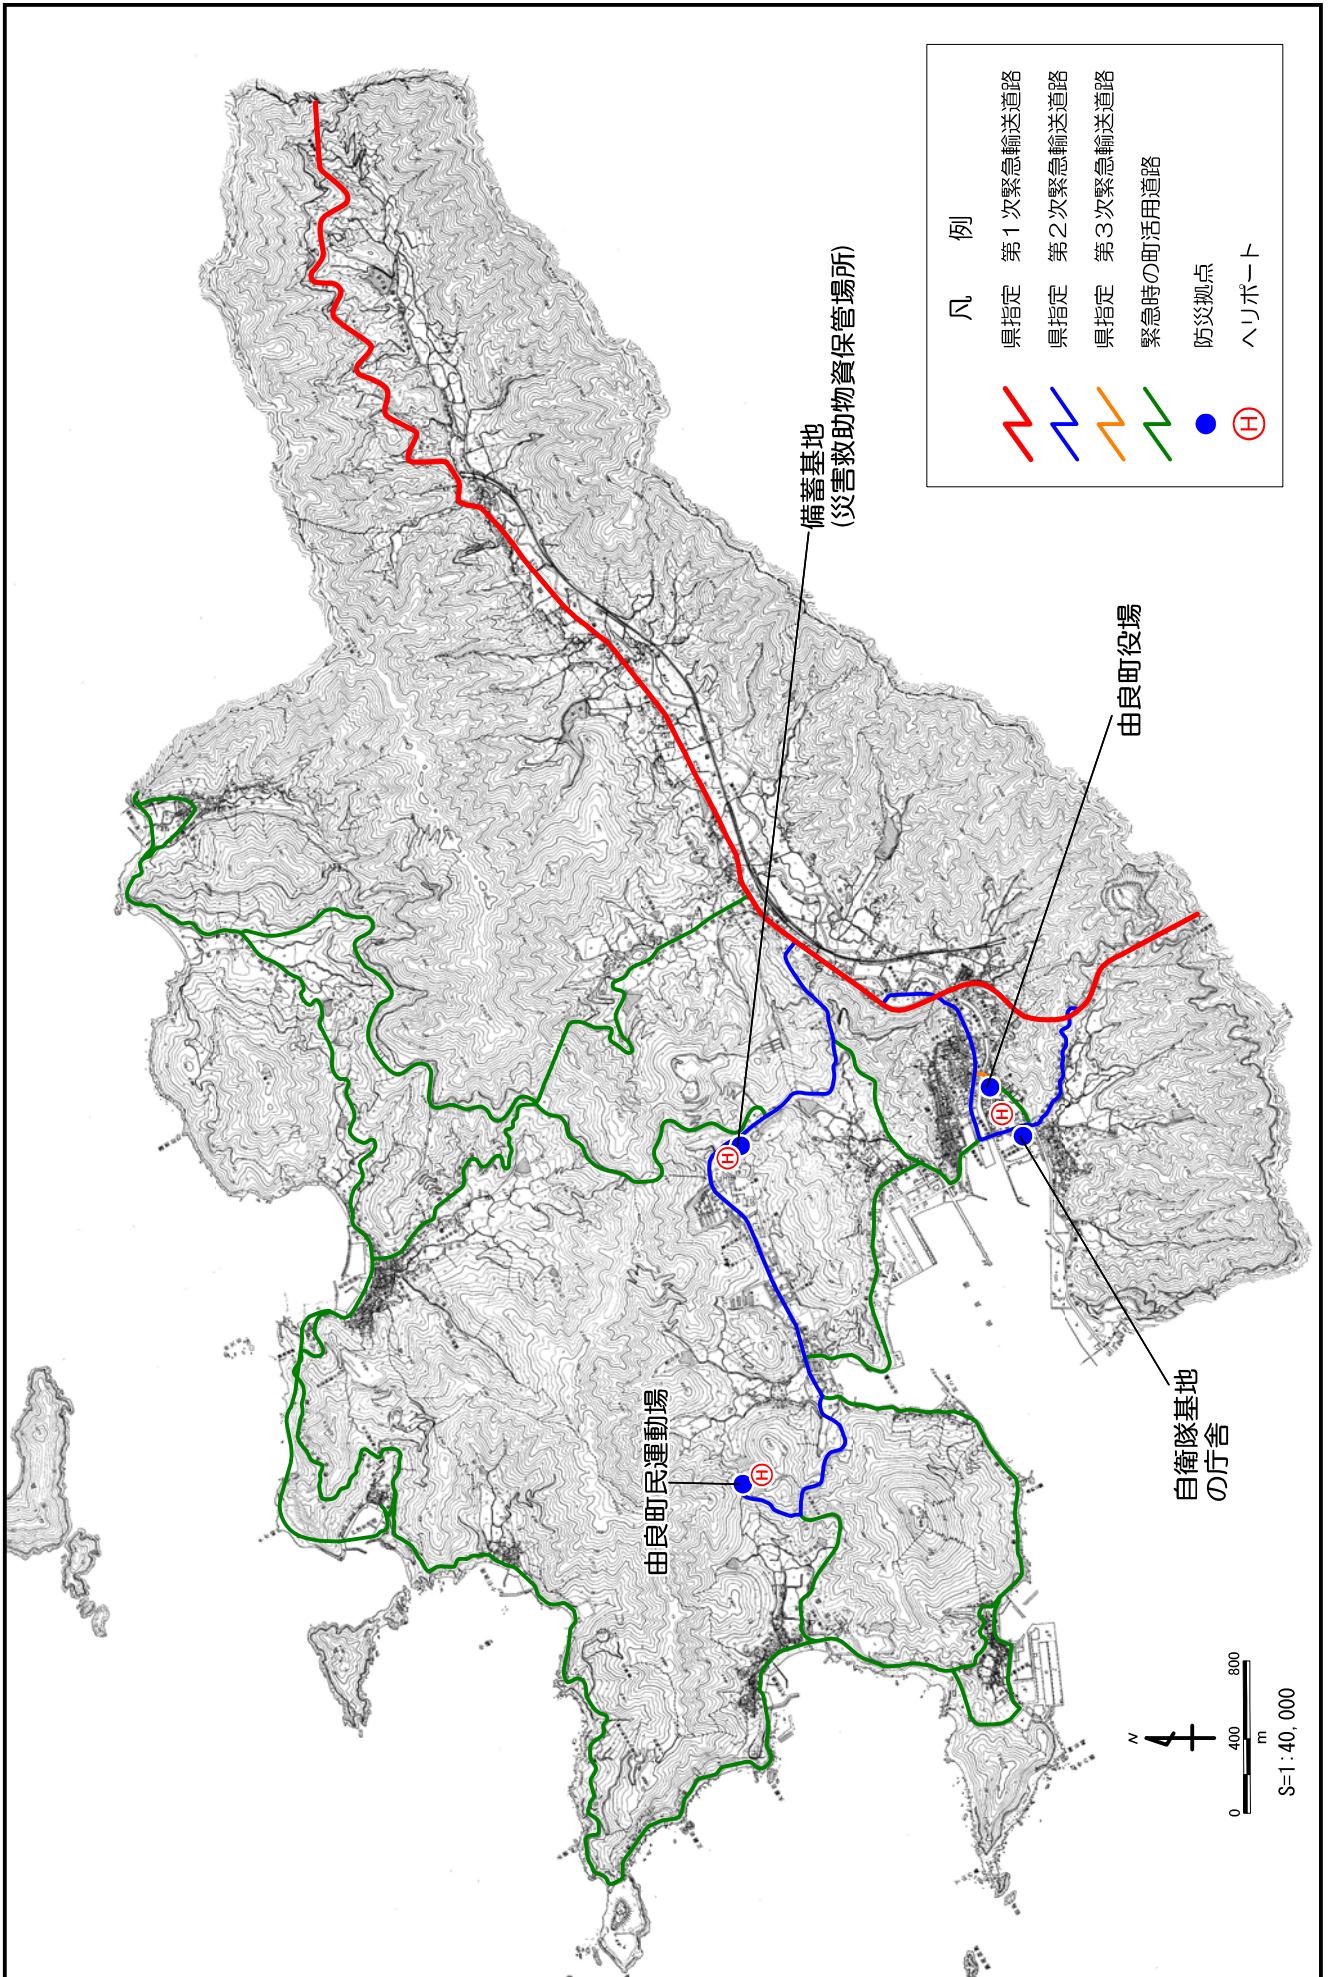 凡　例
県指定　第１次緊急輸送道路
県指定　第２次緊急輸送道路
県指定　第３次緊急輸送道路
緊急時の町活用道路
防災拠点
H ヘリポート
備蓄基地
(災害救助物資保管場所)
由良町役場
自衛隊基地
の庁舎
由良町民運動場
H
H
H
N
0 400 800
m
S=1:40,000